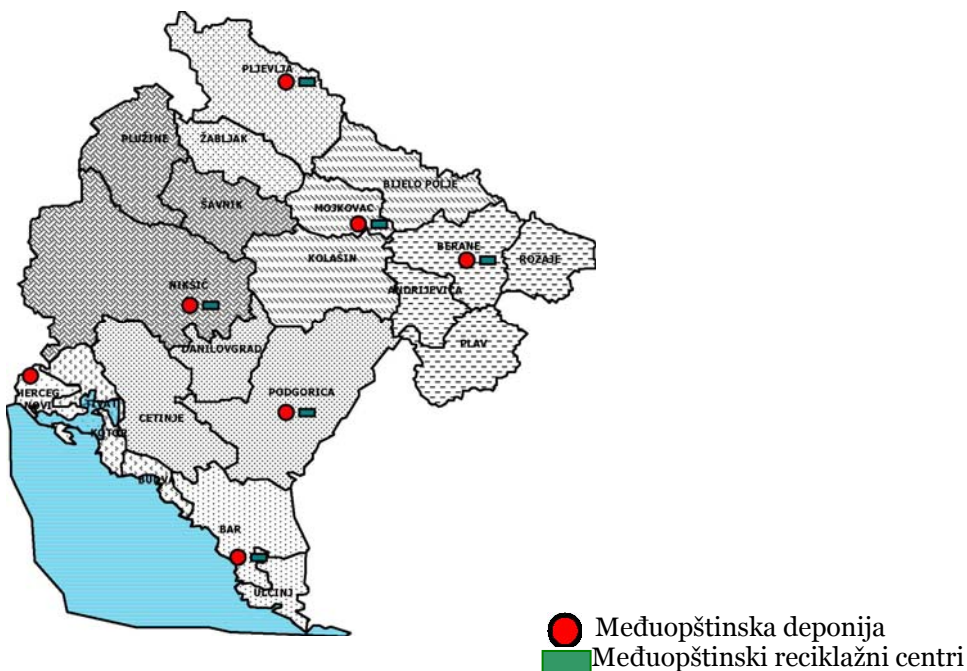 PLJEVLJA
PLUŽINE
ŽABLJAK
BIJELO POLJE
ŠAVNIK
MOJKOVAC
BERANE
KOLAŠIN
ROŽAJE
NIKŠIĆ
ANDRIJEVICA
DANILOVGRAD
PLAV
HERCEG
NOVI
TIVAT
PODGORICA
CETINJE
KOTOR
BUDVA
BAR
ULCINJ
Međuopštinska deponija
Međuopštinski reciklažni centri